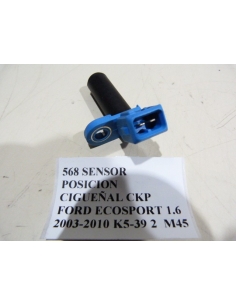 568 SENSOR
POSICION
CIGUEÑAL CKP
FORD ECOSPORT 1.6
2003-2010 K5-39 2 M45